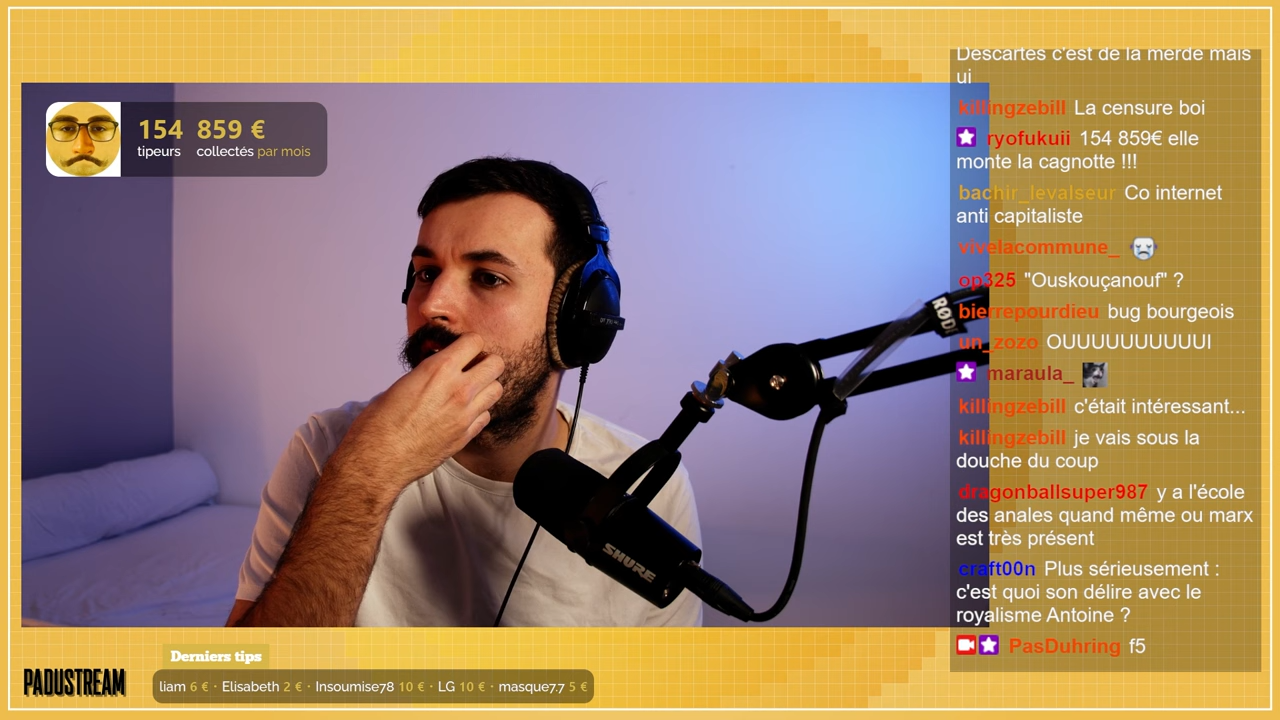 154 859 €
tipeurs collectés par mois
Descartes c'est de la merde mais
ui
killingzebill La censure boi
ryofukuii 154 859€ elle
monte la cagnotte !!!
bachir_levalseur Co internet
anti capitaliste
vivelacommune_
op325 "Ouskouçanouf" ?
bierrepourdieu bug bourgeois
un_zozo OUUUUUUUUUUI
maraula_
killingzebill c'était intéressant...
killingzebill je vais sous la
douche du coup
dragonballsuper987 y a l'école
des anales quand même ou marx
est très présent
craft00n Plus sérieusement :
c'est quoi son délire avec le
royalisme Antoine ?
PasDuhring f5
RØD
SHURE
Derniers tips
PADUSTREAM
liam 6 € · Elisabeth 2 € · Insoumise78 10 € · LG 10 € · masque7.7 5 €